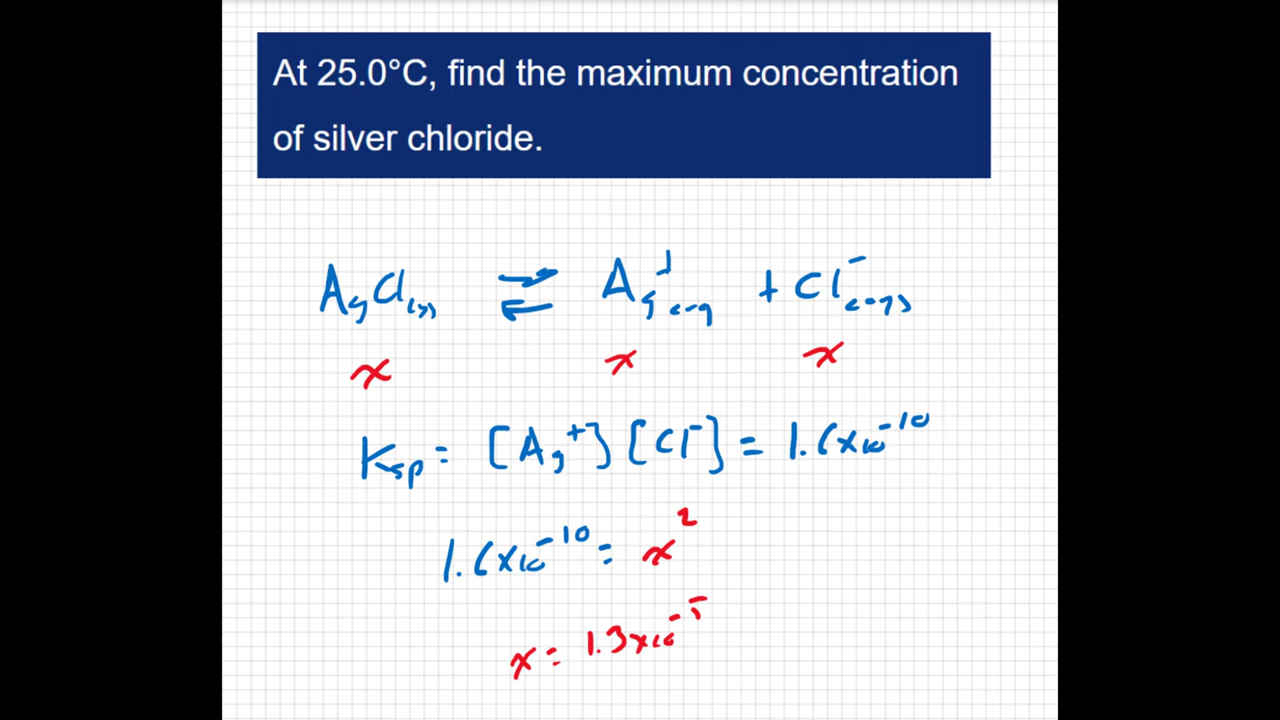 At 25.0°C, find the maximum concentration
of silver chloride.
AgCl(s) ⇌ Ag⁺(aq) + Cl⁻(aq)
x x x
Ksp = [Ag⁺][Cl⁻] = 1.6x10⁻¹⁰
1.6x10⁻¹⁰ = x²
x = 1.3x10⁻⁵